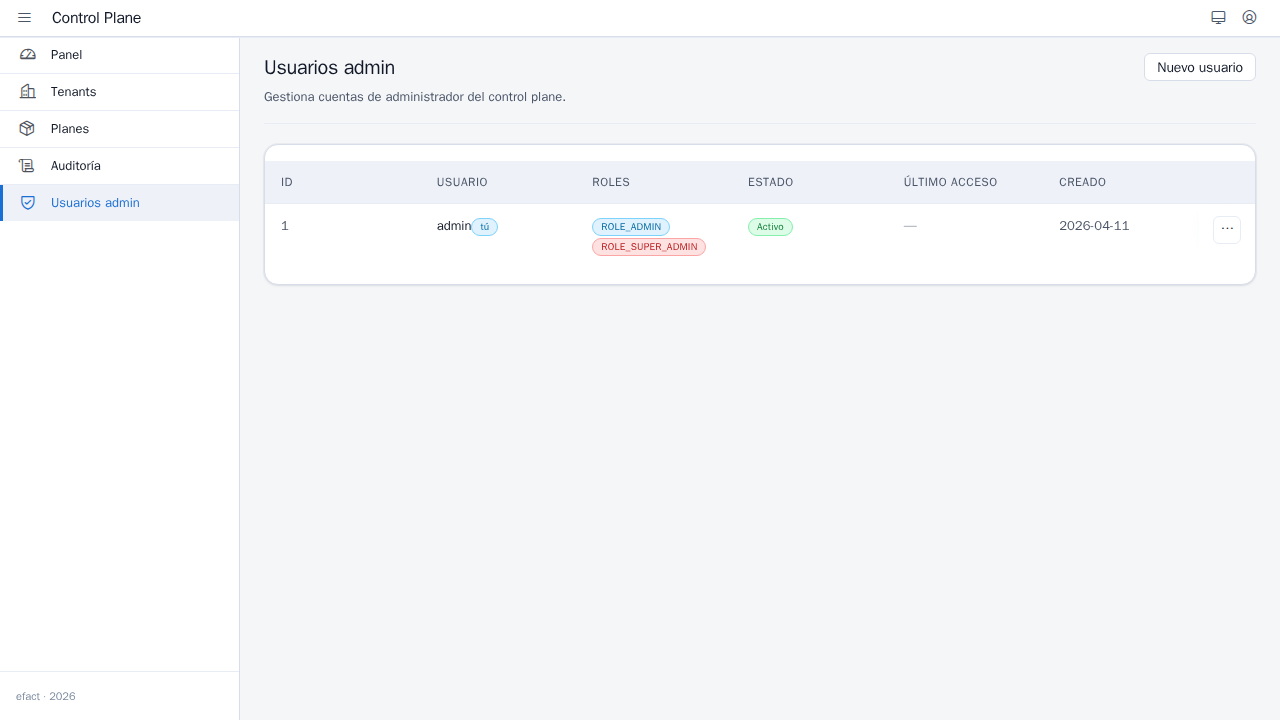 Control Plane
Panel
Tenants
Planes
Auditoría
Usuarios admin
efact · 2026
Usuarios admin
Nuevo usuario
Gestiona cuentas de administrador del control plane.
ID USUARIO ROLES ESTADO ÚLTIMO ACCESO CREADO
1 admin tú ROLE_ADMIN Activo — 2026-04-11 ...
ROLE_SUPER_ADMIN